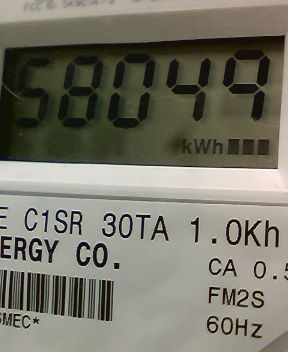 58049
kWh
E C1SR 30TA 1.0Kh
ERGY CO.
CA 0.5
FM2S
60Hz
SMEC*